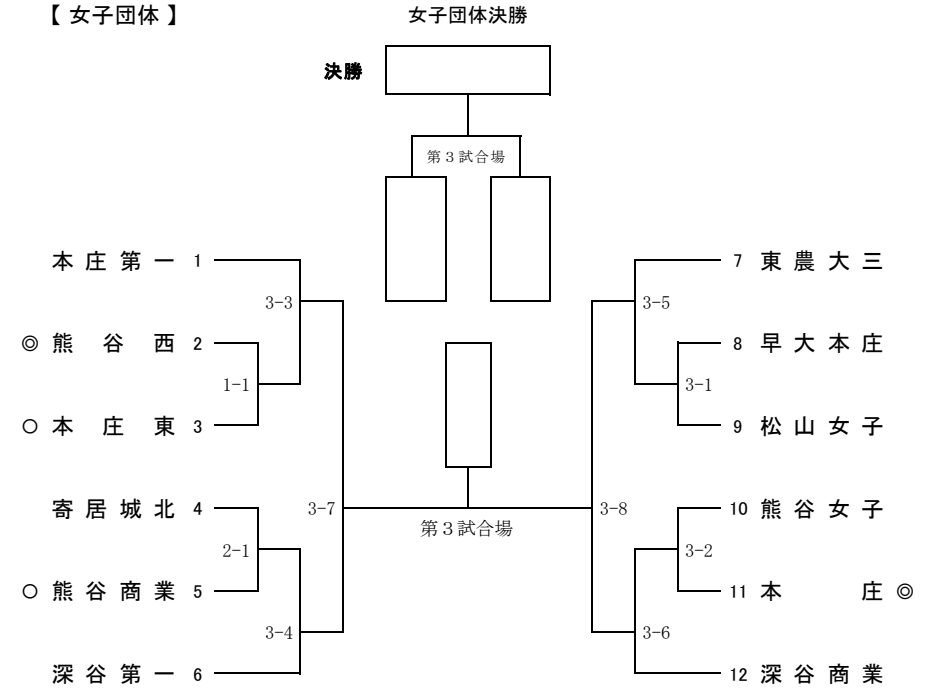 【 女子団体 】
女子団体決勝
決勝
第３試合場
本庄第一 1
3-3
◎ 熊谷西 2
1-1
○ 本庄東 3
寄居城北 4
2-1
○ 熊谷商業 5
3-4
深谷第一 6
3-7
第３試合場
3-8
7 東農大三
3-5
8 早大本庄
3-1
9 松山女子
10 熊谷女子
3-2
11 本庄 ◎
3-6
12 深谷商業